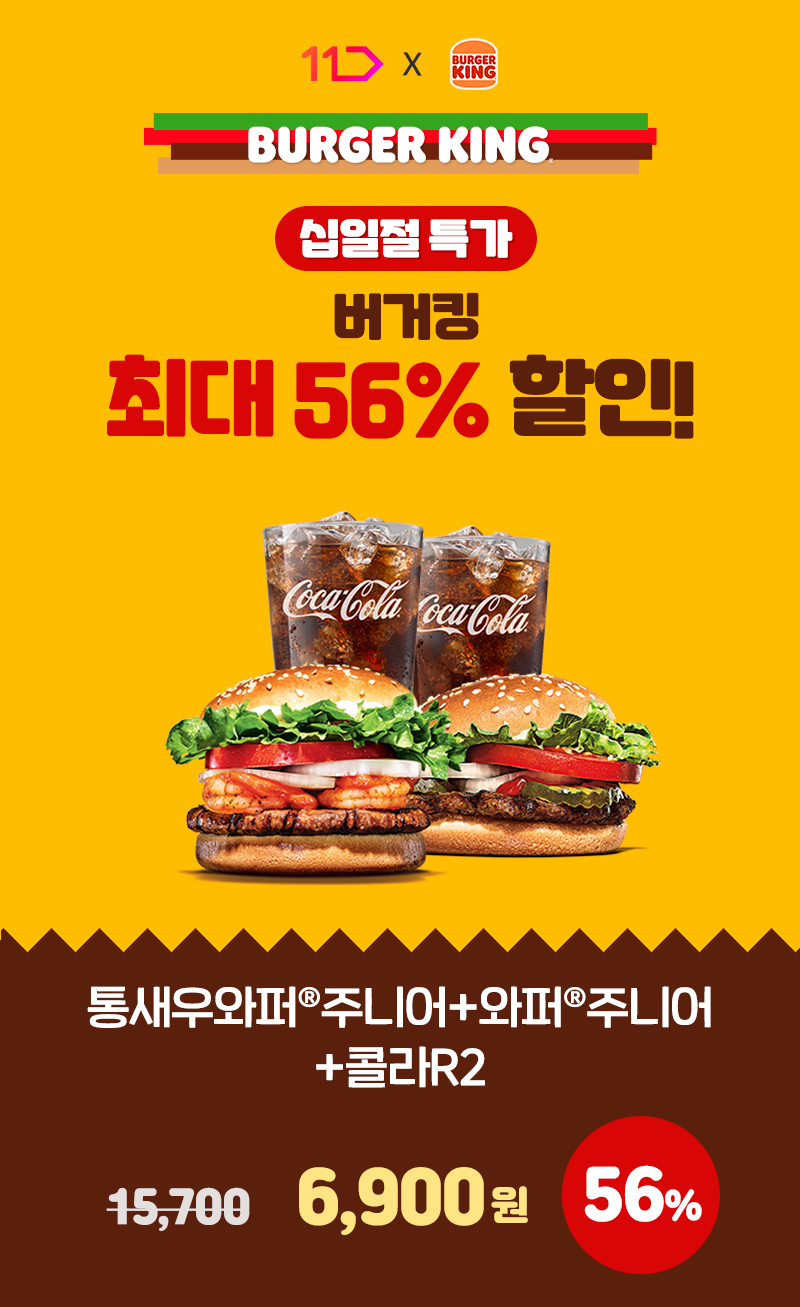 11 X BURGER KING
BURGER KING
십일절 특가
버거킹
최대 56% 할인!
Coca-Cola Coca-Cola
통새우와퍼®주니어+와퍼®주니어
+콜라R2
15,700 6,900원 56%